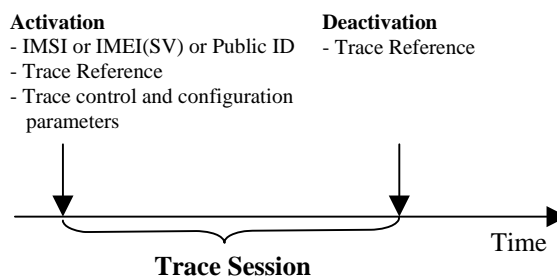 Activation
- IMSI or IMEI(SV) or Public ID
- Trace Reference
- Trace control and configuration
parameters
Deactivation
- Trace Reference
Time
Trace Session